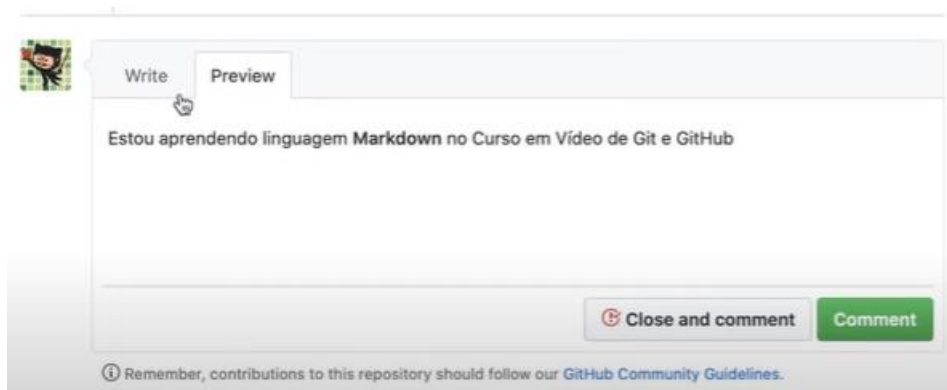 Write Preview
Estou aprendendo linguagem Markdown no Curso em Vídeo de Git e GitHub
Close and comment Comment
Remember, contributions to this repository should follow our GitHub Community Guidelines.